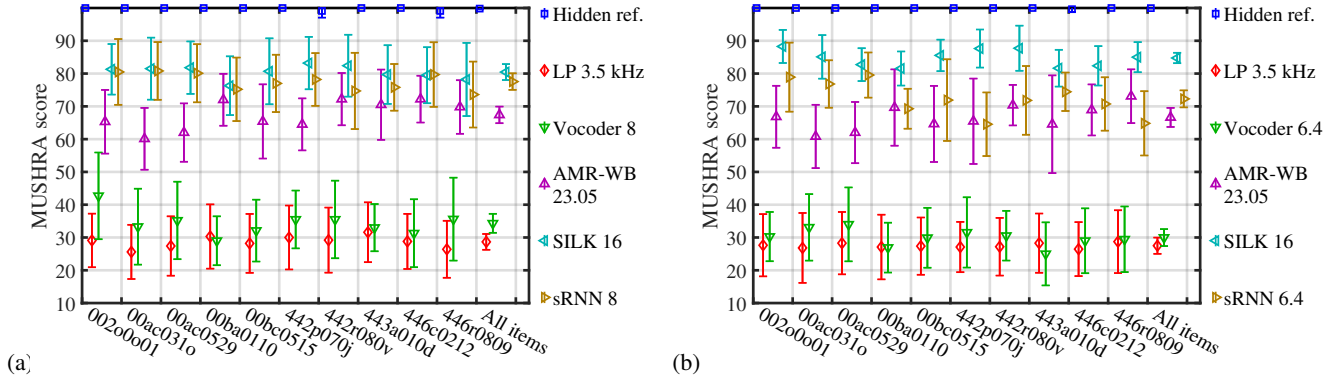 MUSHRA score
90
80
70
60
50
40
30
20
10
002o0o01
00ac031o
00ac0529
00ba0110
00bc0515
442p070j
442r080v
443a010d
446c0212
446r0809
All items
Hidden ref.
LP 3.5 kHz
Vocoder 8
AMR-WB
23.05
SILK 16
sRNN 8
(a)
MUSHRA score
90
80
70
60
50
40
30
20
10
002o0o01
00ac031o
00ac0529
00ba0110
00bc0515
442p070j
442r080v
443a010d
446c0212
446r0809
All items
Hidden ref.
LP 3.5 kHz
Vocoder 6.4
AMR-WB
23.05
SILK 16
sRNN 6.4
(b)